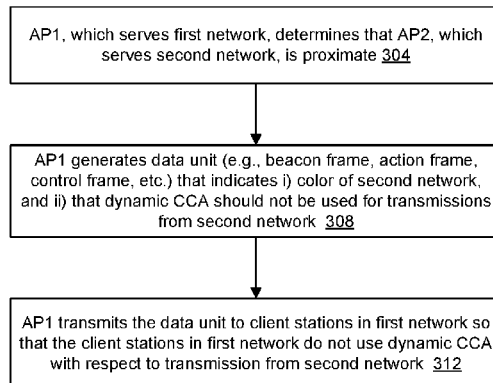 AP1, which serves first network, determines that AP2, which
serves second network, is proximate 304
AP1 generates data unit (e.g., beacon frame, action frame,
control frame, etc.) that indicates i) color of second network,
and ii) that dynamic CCA should not be used for transmissions
from second network 308
AP1 transmits the data unit to client stations in first network so
that the client stations in first network do not use dynamic CCA
with respect to transmission from second network 312